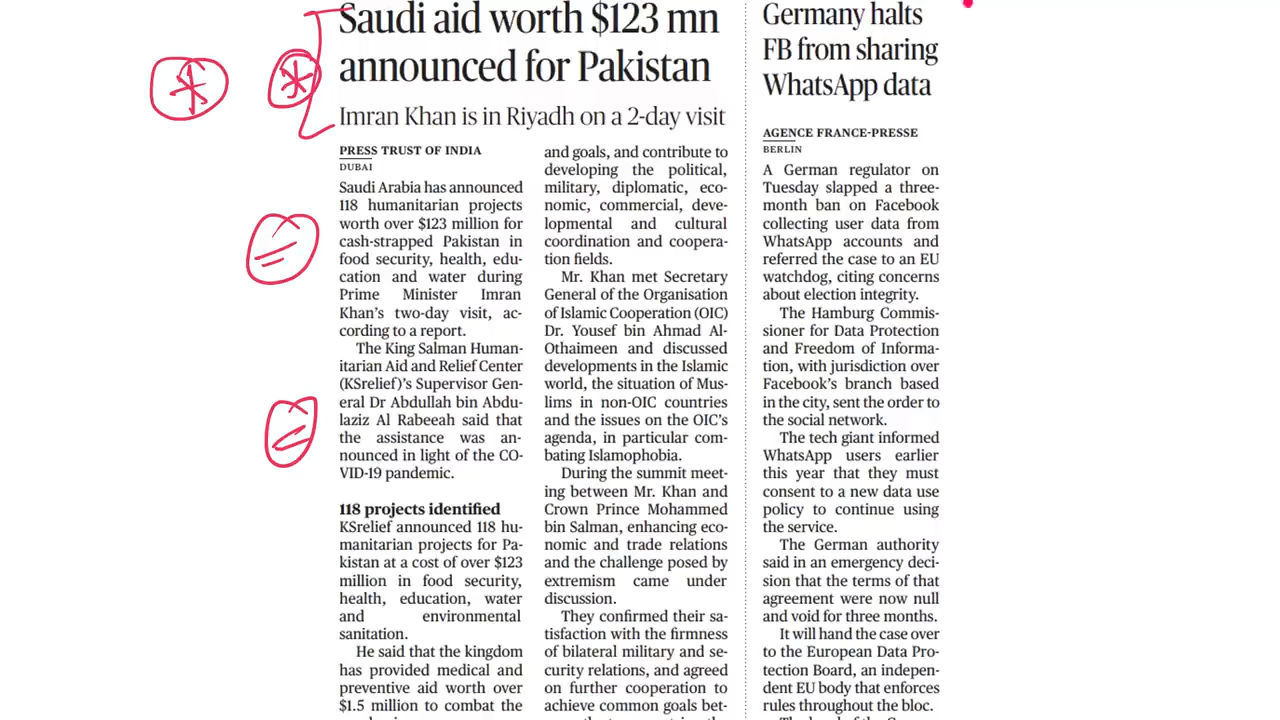 Saudi aid worth $123 mn
announced for Pakistan
Imran Khan is in Riyadh on a 2-day visit
PRESS TRUST OF INDIA
DUBAI
Saudi Arabia has announced
118 humanitarian projects
worth over $123 million for
cash-strapped Pakistan in
food security, health, edu-
cation and water during
Prime Minister Imran
Khan's two-day visit, ac-
cording to a report.
The King Salman Human-
itarian Aid and Relief Center
(KSrelief)'s Supervisor Gen-
eral Dr Abdullah bin Abdu-
laziz Al Rabeeah said that
the assistance was an-
nounced in light of the CO-
VID-19 pandemic.
118 projects identified
KSrelief announced 118 hu-
manitarian projects for Pa-
kistan at a cost of over $123
million in food security,
health, education, water
and environmental
sanitation.
He said that the kingdom
has provided medical and
preventive aid worth over
$1.5 million to combat the
and goals, and contribute to
developing the political,
military, diplomatic, eco-
nomic, commercial, deve-
lopmental and cultural
coordination and coopera-
tion fields.
Mr. Khan met Secretary
General of the Organisation
of Islamic Cooperation (OIC)
Dr. Yousef bin Ahmad Al-
Othaimeen and discussed
developments in the Islamic
world, the situation of Mus-
lims in non-OIC countries
and the issues on the OIC's
agenda, in particular com-
bating Islamophobia.
During the summit meet-
ing between Mr. Khan and
Crown Prince Mohammed
bin Salman, enhancing eco-
nomic and trade relations
and the challenge posed by
extremism came under
discussion.
They confirmed their sa-
tisfaction with the firmness
of bilateral military and se-
curity relations, and agreed
on further cooperation to
achieve common goals bet-
Germany halts
FB from sharing
WhatsApp data
AGENCE FRANCE-PRESSE
BERLIN
A German regulator on
Tuesday slapped a three-
month ban on Facebook
collecting user data from
WhatsApp accounts and
referred the case to an EU
watchdog, citing concerns
about election integrity.
The Hamburg Commis-
sioner for Data Protection
and Freedom of Informa-
tion, with jurisdiction over
Facebook's branch based
in the city, sent the order to
the social network.
The tech giant informed
WhatsApp users earlier
this year that they must
consent to a new data use
policy to continue using
the service.
The German authority
said in an emergency deci-
sion that the terms of that
agreement were now null
and void for three months.
It will hand the case over
to the European Data Pro-
tection Board, an indepen-
dent EU body that enforces
rules throughout the bloc.